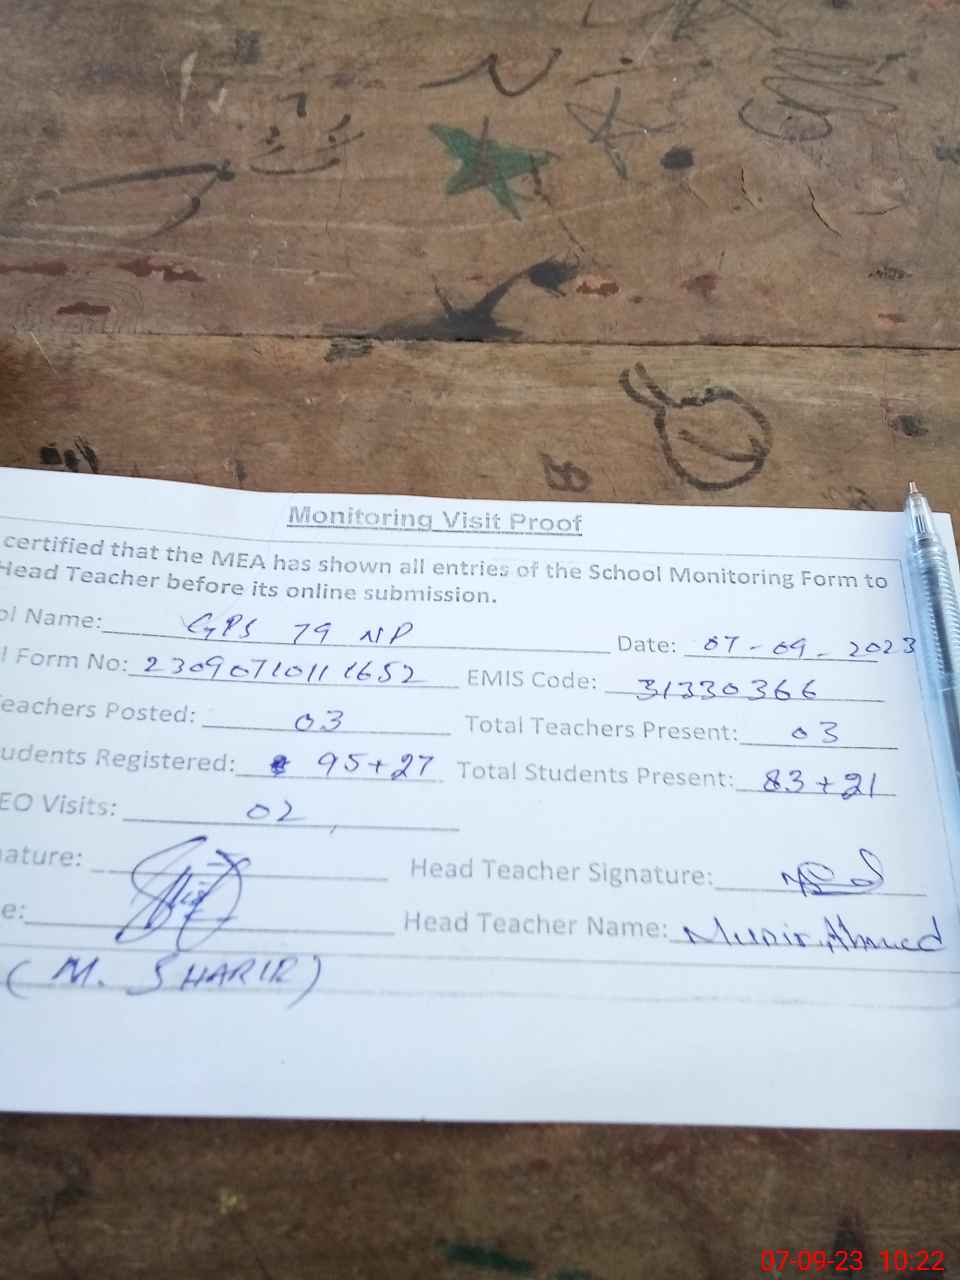 Monitoring Visit Proof
certified that the MEA has shown all entries of the School Monitoring Form to
Head Teacher before its online submission.
ol Name: GPS 79 NP Date: 07-09-2023
l Form No: 23090710111652 EMIS Code: 31330366
eachers Posted: 03 Total Teachers Present: 03
udents Registered: 95+27 Total Students Present: 83+21
EO Visits: 02
nature: Head Teacher Signature:
e: Head Teacher Name: Munir Ahmed
(M. SHARIR)
07-09-23 10:22